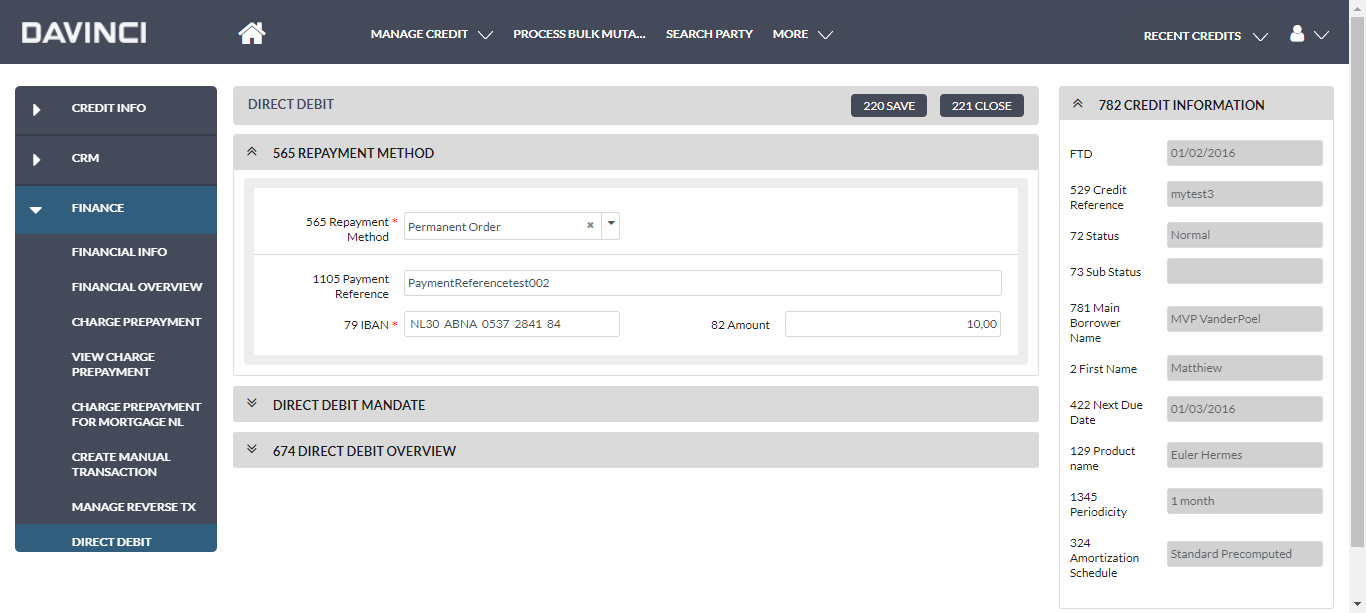 DAVINCI
MANAGE CREDIT
PROCESS BULK MUTA...
SEARCH PARTY
MORE
RECENT CREDITS
CREDIT INFO
CRM
FINANCE
FINANCIAL INFO
FINANCIAL OVERVIEW
CHARGE PREPAYMENT
VIEW CHARGE
PREPAYMENT
CHARGE PREPAYMENT
FOR MORTGAGE NL
CREATE MANUAL
TRANSACTION
MANAGE REVERSE TX
DIRECT DEBIT
DIRECT DEBIT
220 SAVE
221 CLOSE
565 REPAYMENT METHOD
565 Repayment *
Method
Permanent Order
1105 Payment
Reference
PaymentReferencetest002
79 IBAN *
NL30 ABNA 0537 2841 84
82 Amount
10,00
DIRECT DEBIT MANDATE
674 DIRECT DEBIT OVERVIEW
782 CREDIT INFORMATION
FTD
01/02/2016
529 Credit
Reference
mytest3
72 Status
Normal
73 Sub Status
781 Main
Borrower
Name
MVP VanderPoel
2 First Name
Matthiew
422 Next Due
Date
01/03/2016
129 Product
name
Euler Hermes
1345
Periodicity
1 month
324
Amortization
Schedule
Standard Precomputed